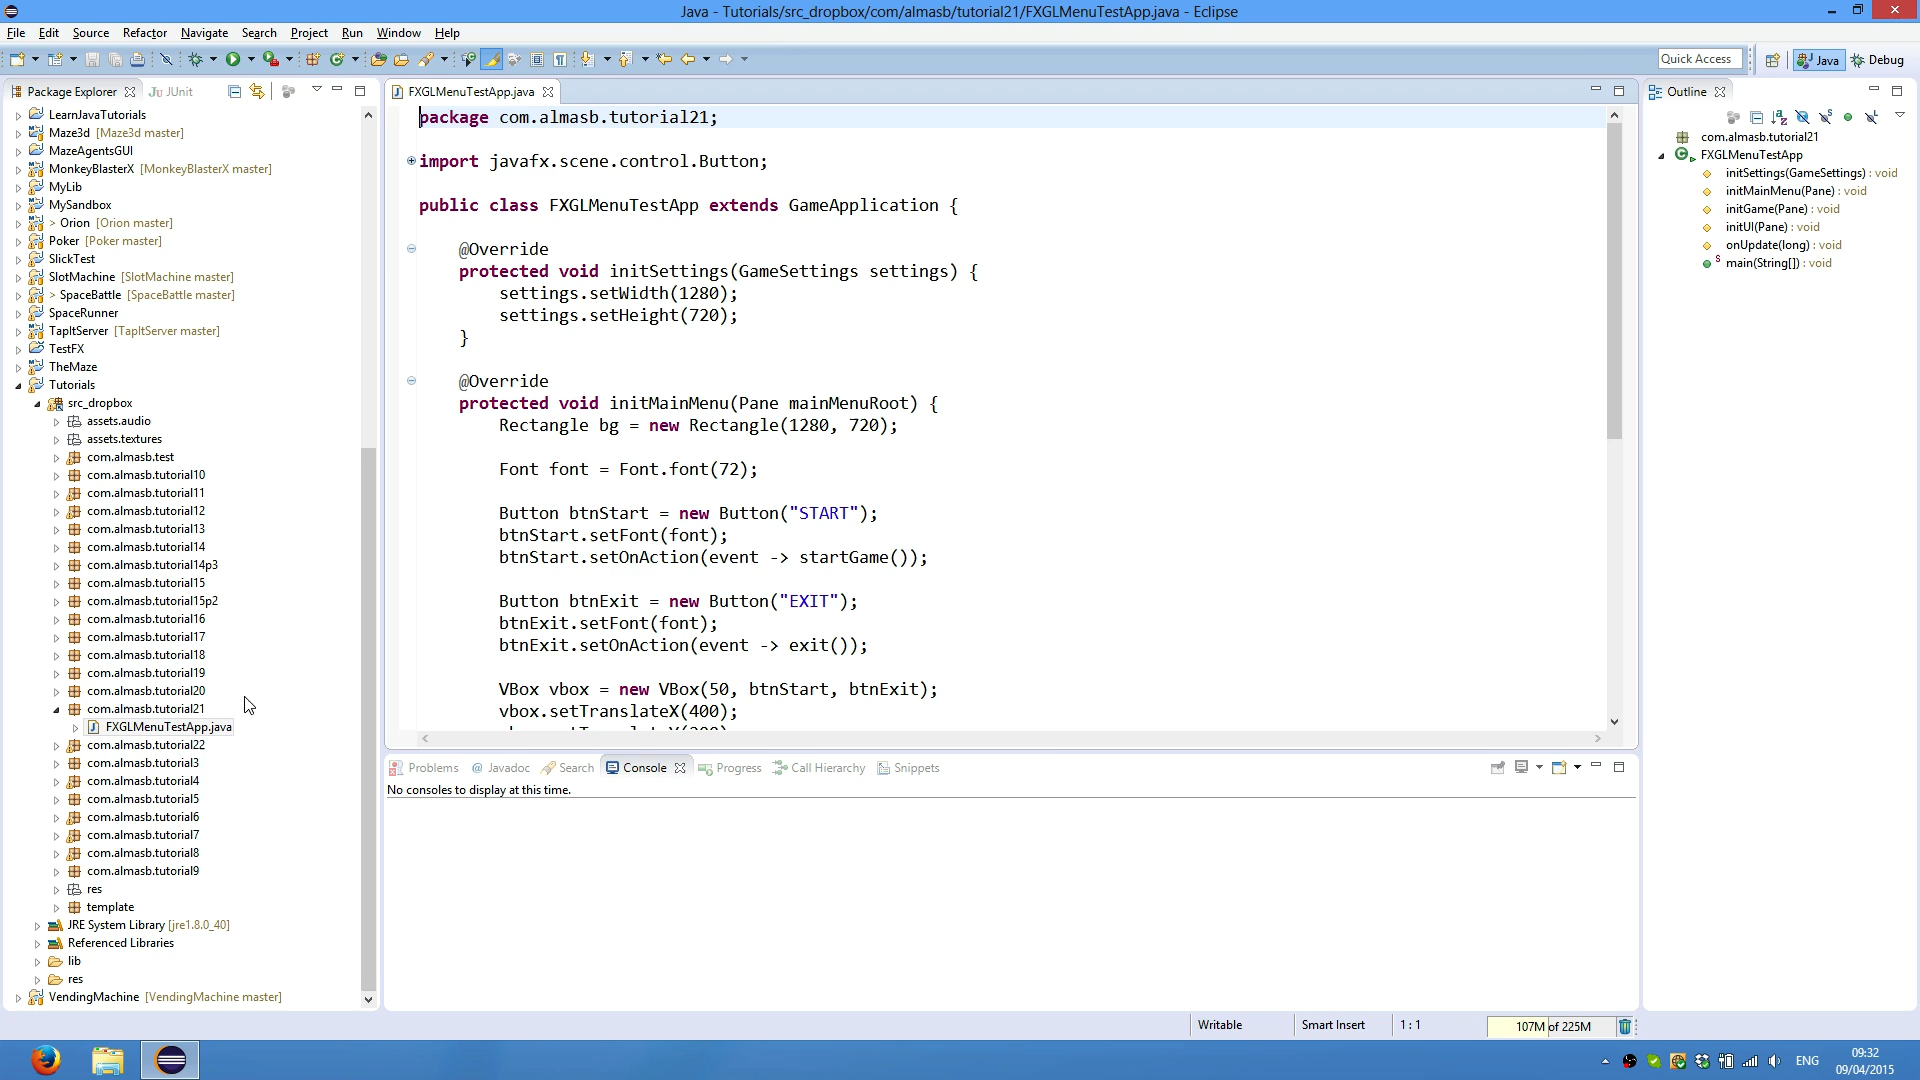 Java - Tutorials/src_dropbox/com/almasb/tutorial21/FXGLMenuTestApp.java - Eclipse
File Edit Source Refactor Navigate Search Project Run Window Help
Quick Access
Java
Debug
Package Explorer
JUnit
LearnJavaTutorials
Maze3d [Maze3d master]
MazeAgentsGUI
MonkeyBlasterX [MonkeyBlasterX master]
MyLib
MySandbox
> Orion [Orion master]
Poker [Poker master]
SlickTest
SlotMachine [SlotMachine master]
> SpaceBattle [SpaceBattle master]
SpaceRunner
TapItServer [TapItServer master]
TestFX
TheMaze
Tutorials
src_dropbox
assets.audio
assets.textures
com.almasb.test
com.almasb.tutorial10
com.almasb.tutorial11
com.almasb.tutorial12
com.almasb.tutorial13
com.almasb.tutorial14
com.almasb.tutorial14p3
com.almasb.tutorial15
com.almasb.tutorial15p2
com.almasb.tutorial16
com.almasb.tutorial17
com.almasb.tutorial18
com.almasb.tutorial19
com.almasb.tutorial20
com.almasb.tutorial21
FXGLMenuTestApp.java
com.almasb.tutorial22
com.almasb.tutorial3
com.almasb.tutorial4
com.almasb.tutorial5
com.almasb.tutorial6
com.almasb.tutorial7
com.almasb.tutorial8
com.almasb.tutorial9
res
template
JRE System Library [jre1.8.0_40]
Referenced Libraries
lib
res
VendingMachine [VendingMachine master]
FXGLMenuTestApp.java
package com.almasb.tutorial21;
import javafx.scene.control.Button;
public class FXGLMenuTestApp extends GameApplication {
@Override
protected void initSettings(GameSettings settings) {
settings.setWidth(1280);
settings.setHeight(720);
}
@Override
protected void initMainMenu(Pane mainMenuRoot) {
Rectangle bg = new Rectangle(1280, 720);
Font font = Font.font(72);
Button btnStart = new Button("START");
btnStart.setFont(font);
btnStart.setOnAction(event -> startGame());
Button btnExit = new Button("EXIT");
btnExit.setFont(font);
btnExit.setOnAction(event -> exit());
VBox vbox = new VBox(50, btnStart, btnExit);
vbox.setTranslateX(400);
Problems
Javadoc
Search
Console
Progress
Call Hierarchy
Snippets
No consoles to display at this time.
Outline
com.almasb.tutorial21
FXGLMenuTestApp
initSettings(GameSettings) : void
initMainMenu(Pane) : void
initGame(Pane) : void
initUI(Pane) : void
onUpdate(long) : void
main(String[]) : void
Writable
Smart Insert
1 : 1
107M of 225M
ENG
09:32
09/04/2015